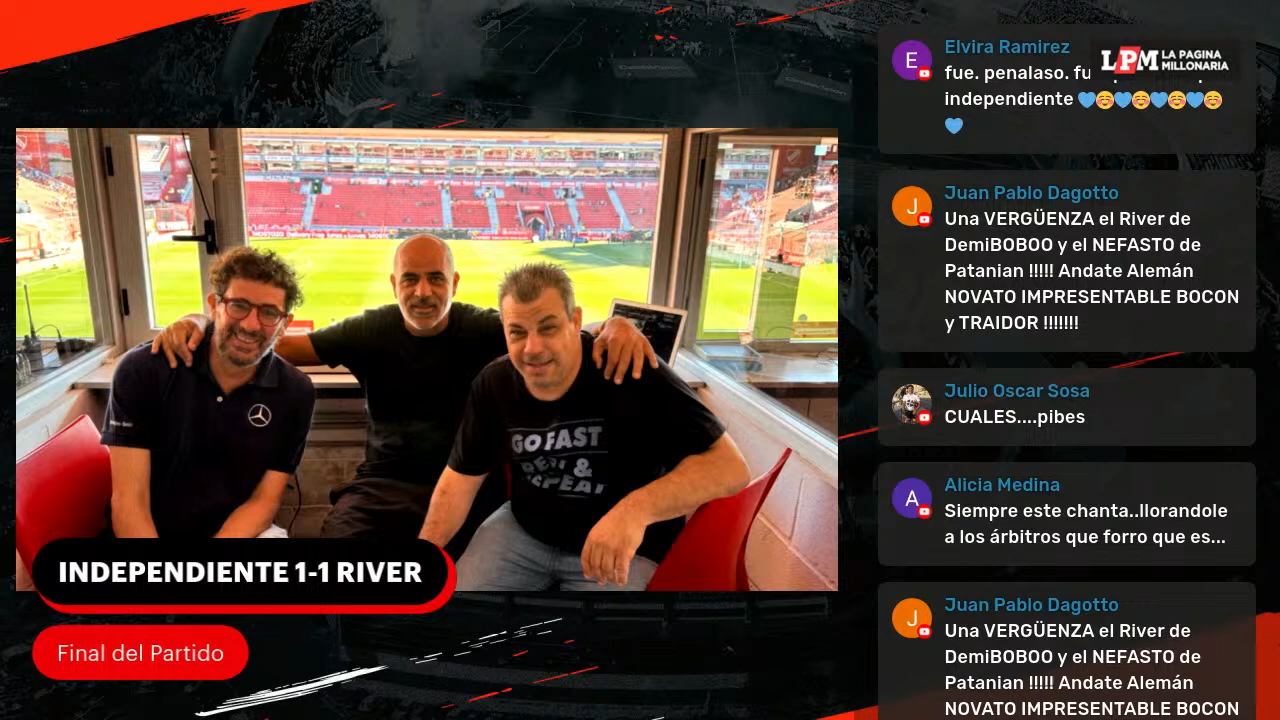 INDEPENDIENTE 1-1 RIVER
Final del Partido
GO FAST
&
LPM LA PAGINA
MILLONARIA
E
Elvira Ramirez
fue. penalaso. fu
independiente 💙☺️💙☺️💙☺️💙☺️
💙
J
Juan Pablo Dagotto
Una VERGÜENZA el River de
DemiBOBOO y el NEFASTO de
Patanian !!!!! Andate Alemán
NOVATO IMPRESENTABLE BOCON
y TRAIDOR !!!!!!!
Julio Oscar Sosa
CUALES....pibes
A
Alicia Medina
Siempre este chanta..llorandole
a los árbitros que forro que es...
J
Juan Pablo Dagotto
Una VERGÜENZA el River de
DemiBOBOO y el NEFASTO de
Patanian !!!!! Andate Alemán
NOVATO IMPRESENTABLE BOCON